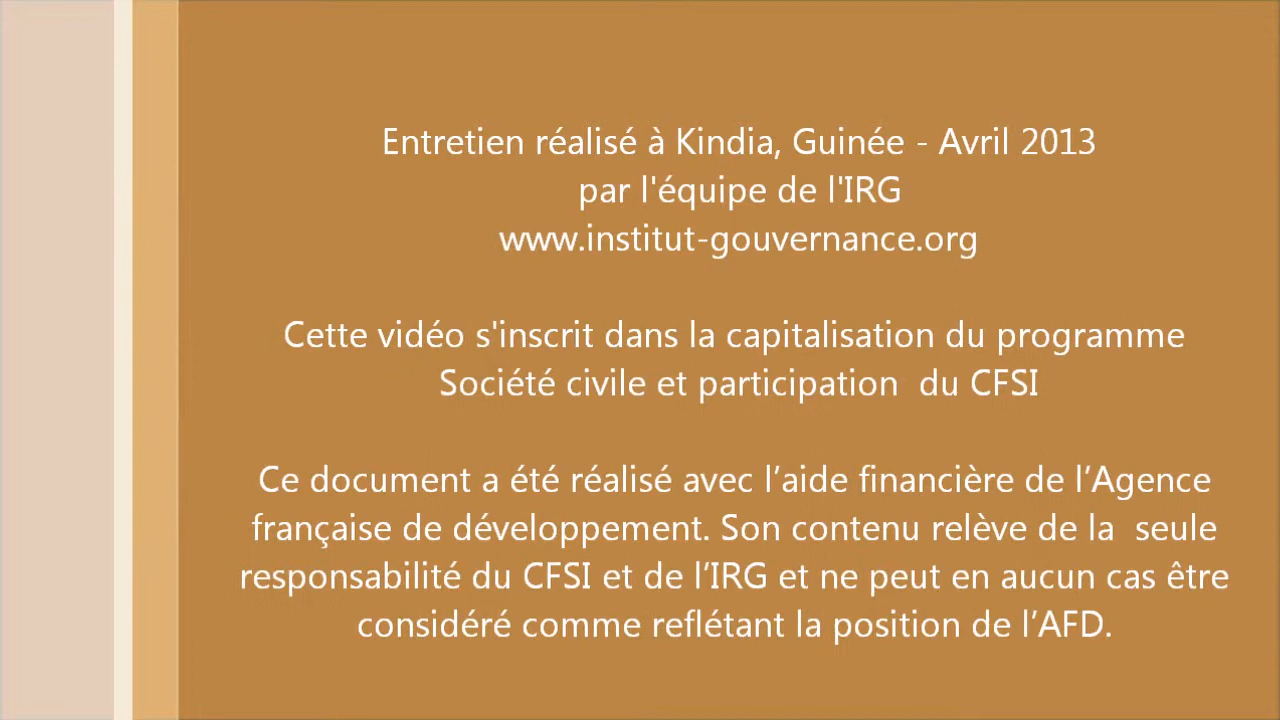 Entretien réalisé à Kindia, Guinée - Avril 2013
par l'équipe de l'IRG
www.institut-gouvernance.org
Cette vidéo s'inscrit dans la capitalisation du programme
Société civile et participation  du CFSI
Ce document a été réalisé avec l’aide financière de l’Agence
française de développement. Son contenu relève de la  seule
responsabilité du CFSI et de l’IRG et ne peut en aucun cas être
considéré comme reflétant la position de l’AFD.